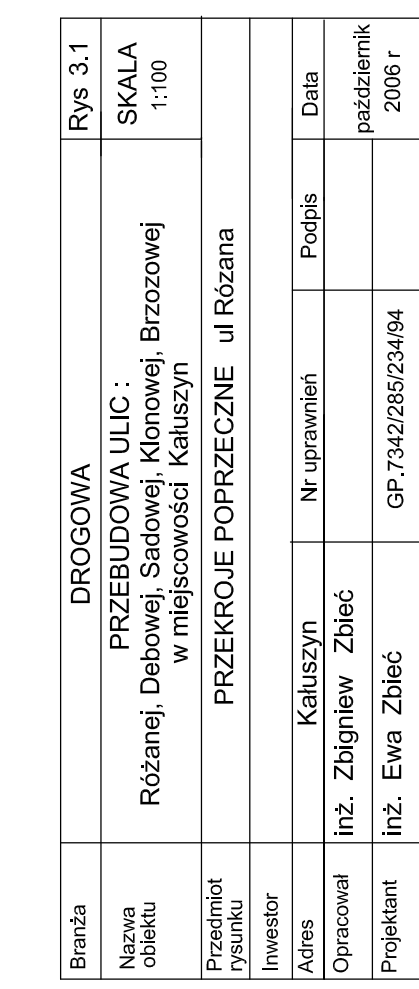 Branża DROGOWA Rys 3.1
Nazwa obiektu
PRZEBUDOWA ULIC :
Różanej, Debowej, Sadowej, Klonowej, Brzozowej
w miejscowości Kałuszyn
SKALA
1:100
Przedmiot rysunku
PRZEKROJE POPRZECZNE ul Rózana
Inwestor
Adres Kałuszyn Nr uprawnień Podpis Data
Opracował inż. Zbigniew Zbieć
Projektant inż. Ewa Zbieć GP.7342/285/234/94
październik
2006 r